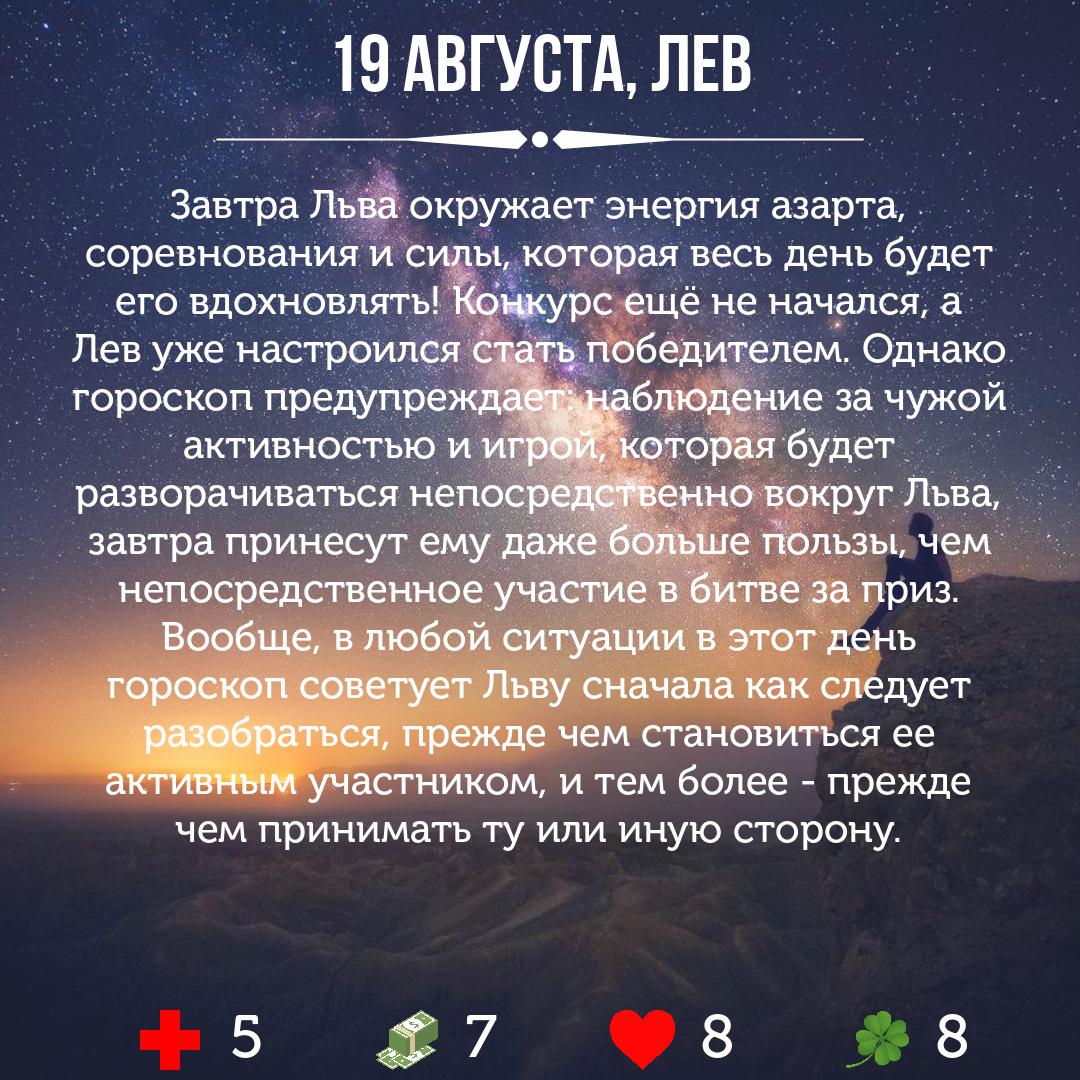 19 АВГУСТА, ЛЕВ
Завтра Льва окружает энергия азарта,
соревнования и силы, которая весь день будет
его вдохновлять! Конкурс ещё не начался, а
Лев уже настроился стать победителем. Однако
гороскоп предупреждает: наблюдение за чужой
активностью и игрой, которая будет
разворачиваться непосредственно вокруг Льва,
завтра принесут ему даже больше пользы, чем
непосредственное участие в битве за приз.
Вообще, в любой ситуации в этот день
гороскоп советует Льву сначала как следует
разобраться, прежде чем становиться ее
активным участником, и тем более - прежде
чем принимать ту или иную сторону.
5 7 8 8